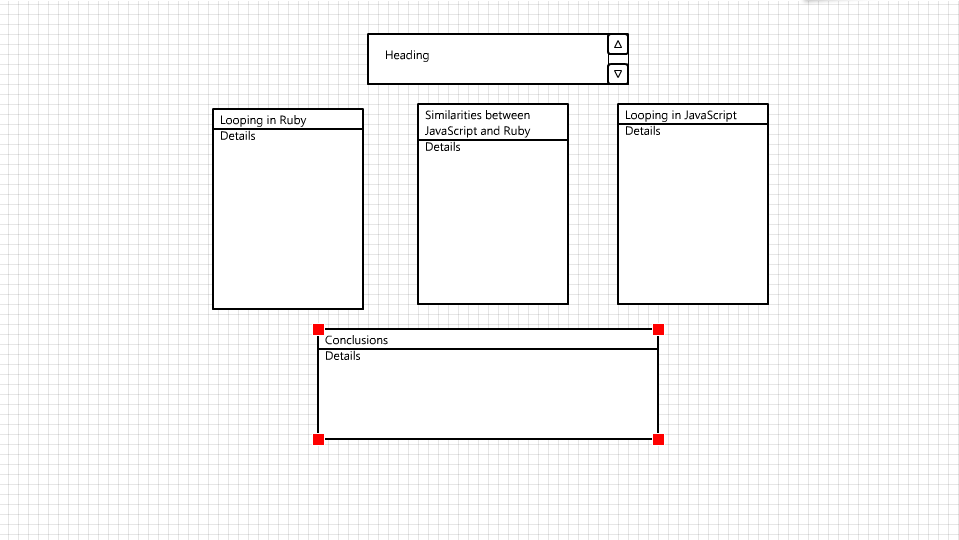 Heading
Looping in Ruby
Details
Similarities between
JavaScript and Ruby
Details
Looping in JavaScript
Details
Conclusions
Details